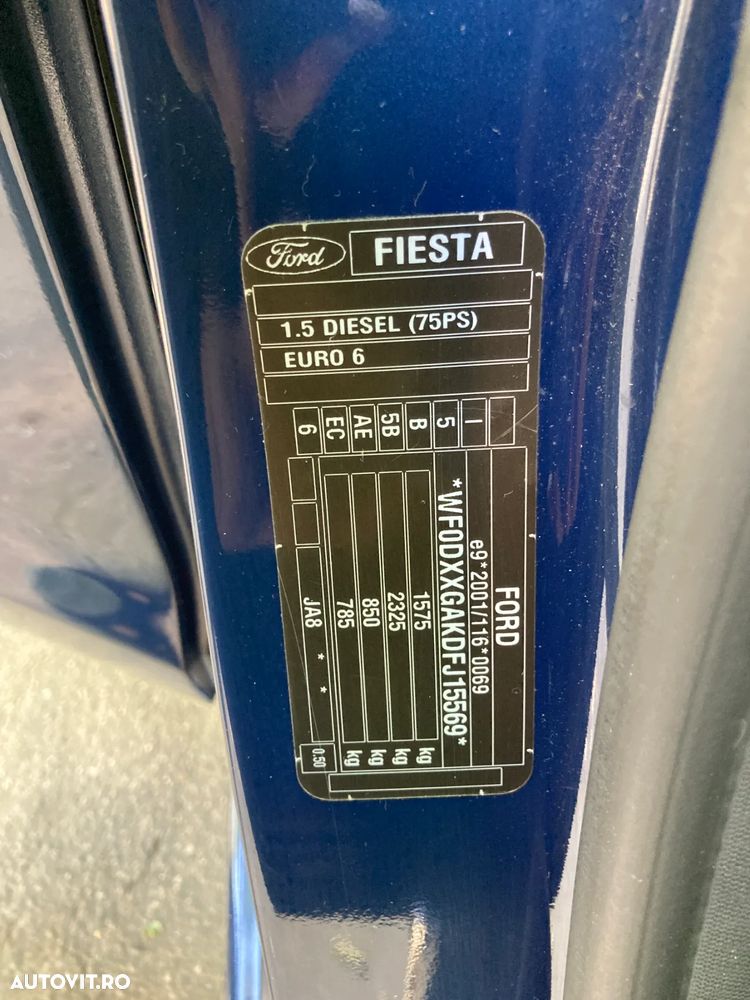 Ford
FIESTA
1.5 DIESEL (75PS)
EURO 6
6 EC AE 5B B 5 I
FORD
e9*2001/116*0069
*WF0DXXGAKDFJ15569*
1575 kg
2325 kg
850 kg
785 kg
JA8 * * 0.50
AUTOVIT.RO